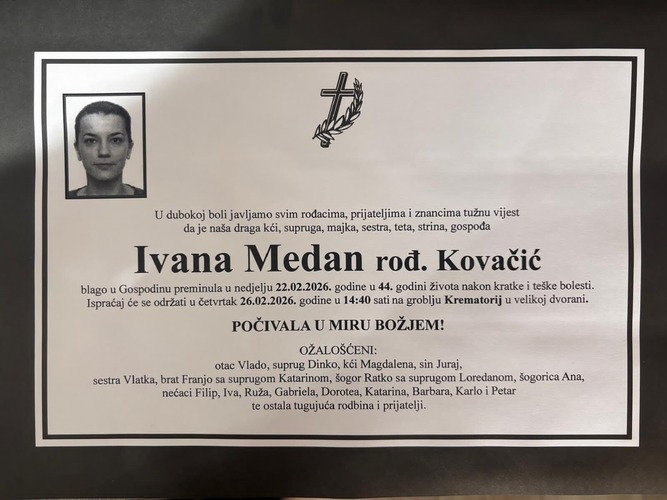 U dubokoj boli javljamo svim rođacima, prijateljima i znancima tužnu vijest
da je naša draga kći, supruga, majka, sestra, teta, strina, gospođa
Ivana Medan rođ. Kovačić
blago u Gospodinu preminula u nedjelju 22.02.2026. godine u 44. godini života nakon kratke i teške bolesti.
Ispraćaj će se održati u četvrtak 26.02.2026. godine u 14:40 sati na groblju Krematorij u velikoj dvorani.
POČIVALA U MIRU BOŽJEM!
OŽALOŠĆENI:
otac Vlado, suprug Dinko, kći Magdalena, sin Juraj,
sestra Vlatka, brat Franjo sa suprugom Katarinom, šogor Ratko sa suprugom Loredanom, šogorica Ana,
nećaci Filip, Iva, Ruža, Gabriela, Dorotea, Katarina, Barbara, Karlo i Petar
te ostala tugujuća rodbina i prijatelji.